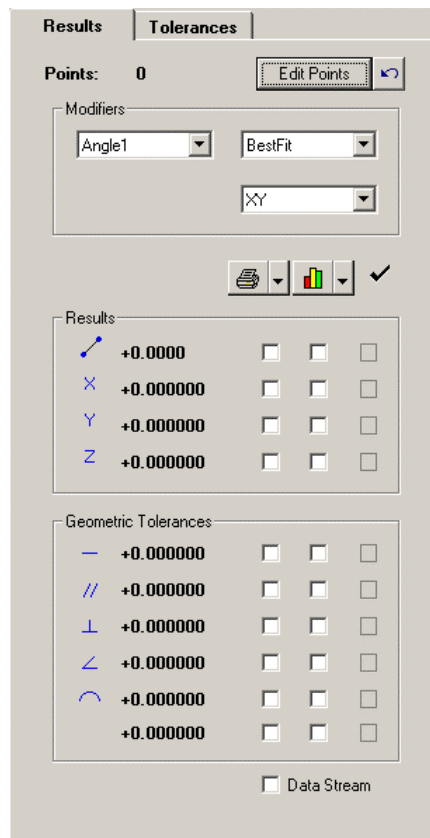 Results Tolerances
Points: 0 Edit Points
Modifiers
Angle1 BestFit
XY
Results
+0.0000
X +0.000000
Y +0.000000
Z +0.000000
Geometric Tolerances
+0.000000
+0.000000
+0.000000
+0.000000
+0.000000
+0.000000
Data Stream